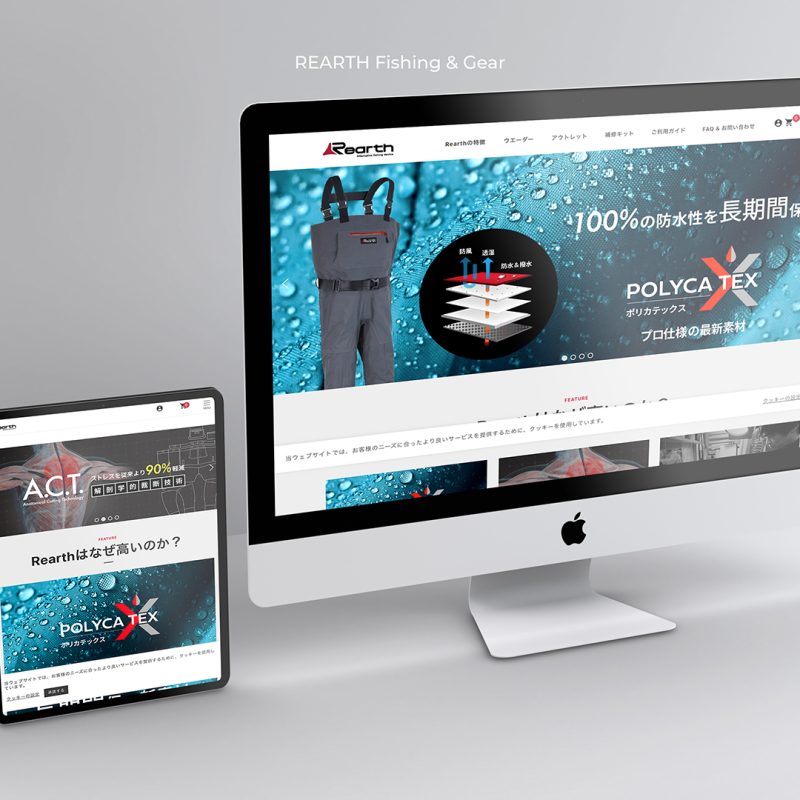 REARTH Fishing & Gear
Rearth
Alternative fishing device
Rearthの特徴 ウエーダー アウトレット 補修キット ご利用ガイド FAQ & お問い合わせ
0
100%の防水性を長期間保
防風 透湿
防水&撥水
Rearth
POLYCA TEX
ポリカテックス
プロ仕様の最新素材
FEATURE
クッキーの設定
当ウェブサイトでは、お客様のニーズに合ったより良いサービスを提供するために、クッキーを使用しています。
earth
MENU
A.C.T.
Anatomical Cutting Technology
ストレスを従来より90%軽減
解剖学的裁断技術
FEATURE
Rearthはなぜ高いのか?
POLYCA TEX
ポリカテックス
当ウェブサイトでは、お客様のニーズに合ったより良いサービスを提供するために、クッキーを使用し
ています。
クッキーの設定 承諾する